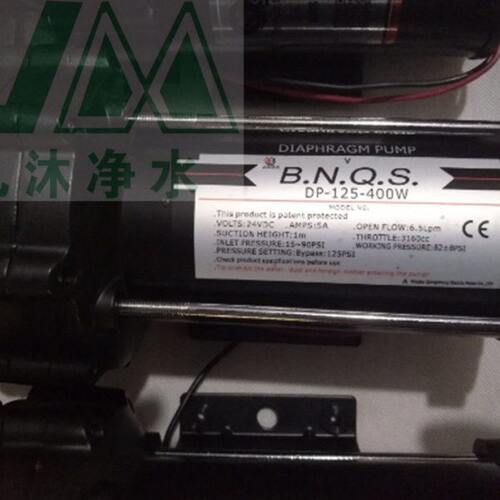 沐净水
DIAPHRAGM PUMP
B.N.Q.S.
DP-125-400W
MODEL NO.
This product is patent protected
VOLTS:24VDC AMPS:5A OPEN FLOW:6.5Lpm
SUCTION HEIGHT:1m THROTTLE:3160cc
INLET PRESSURE:15~90PSI WORKING PRESSURE:82±8PSI
PRESSURE SETTING: Bypass:125PSI
Check product specifications before use